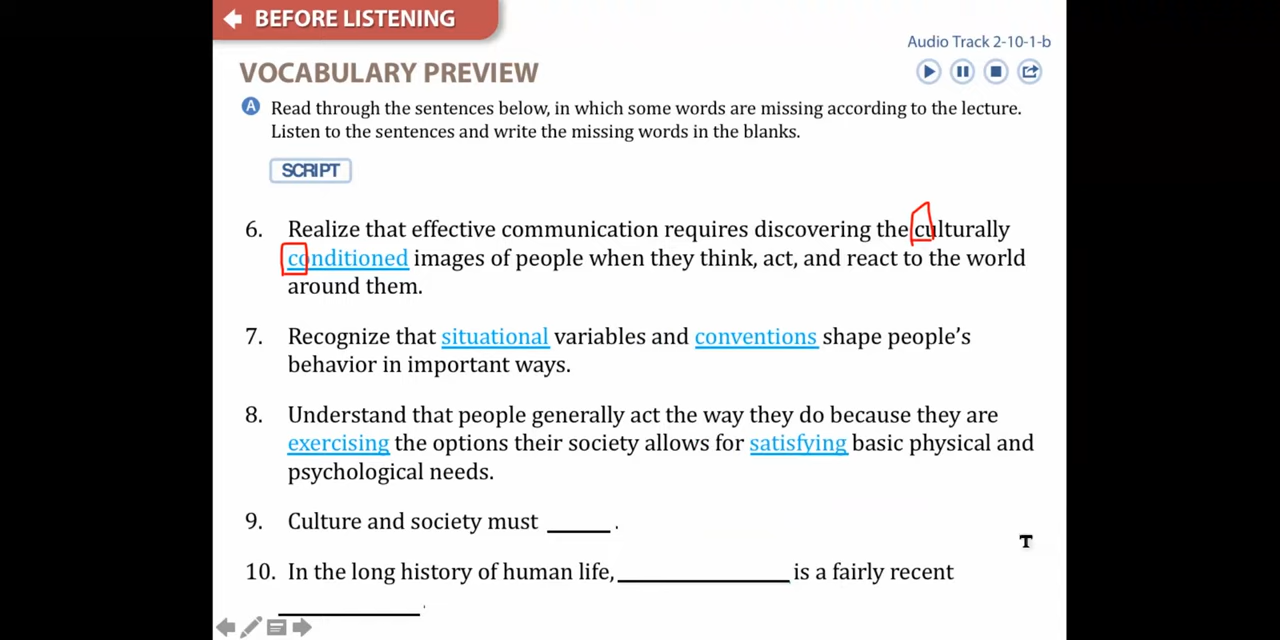 BEFORE LISTENING
Audio Track 2-10-1-b
VOCABULARY PREVIEW
A Read through the sentences below, in which some words are missing according to the lecture.
Listen to the sentences and write the missing words in the blanks.
SCRIPT
6. Realize that effective communication requires discovering the culturally
conditioned images of people when they think, act, and react to the world
around them.
7. Recognize that situational variables and conventions shape people's
behavior in important ways.
8. Understand that people generally act the way they do because they are
exercising the options their society allows for satisfying basic physical and
psychological needs.
9. Culture and society must ______ .
10. In the long history of human life, ________________ is a fairly recent
_____________ .